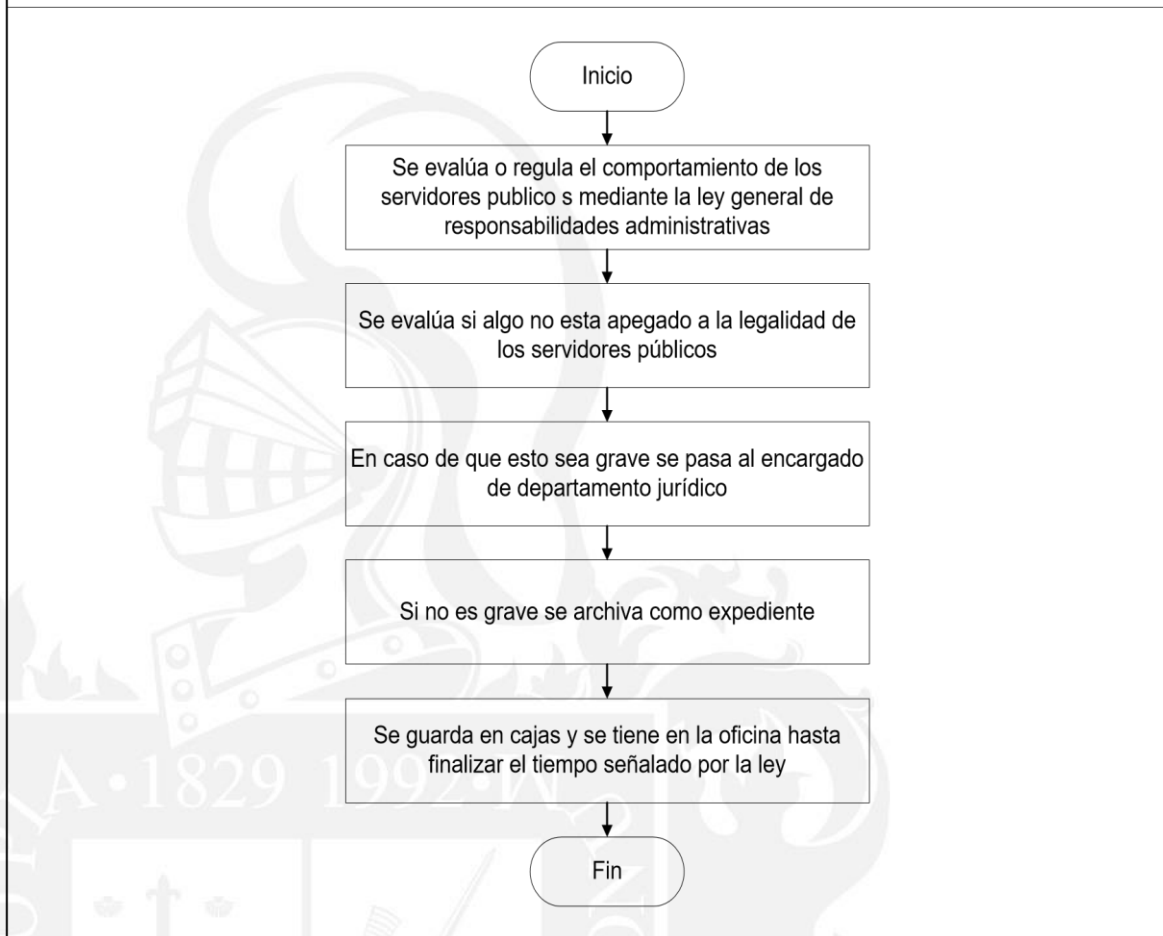 Inicio
Se evalúa o regula el comportamiento de los
servidores publico s mediante la ley general de
responsabilidades administrativas
Se evalúa si algo no esta apegado a la legalidad de
los servidores públicos
En caso de que esto sea grave se pasa al encargado
de departamento jurídico
Si no es grave se archiva como expediente
Se guarda en cajas y se tiene en la oficina hasta
finalizar el tiempo señalado por la ley
Fin
A • 1829 1992 •